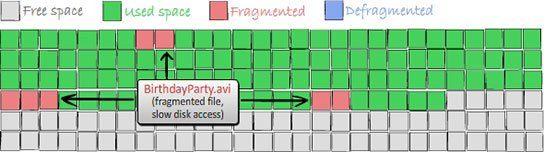 Free space Used space Fragmented Defragmented
BirthdayParty.avi
(fragmented file,
slow disk access)